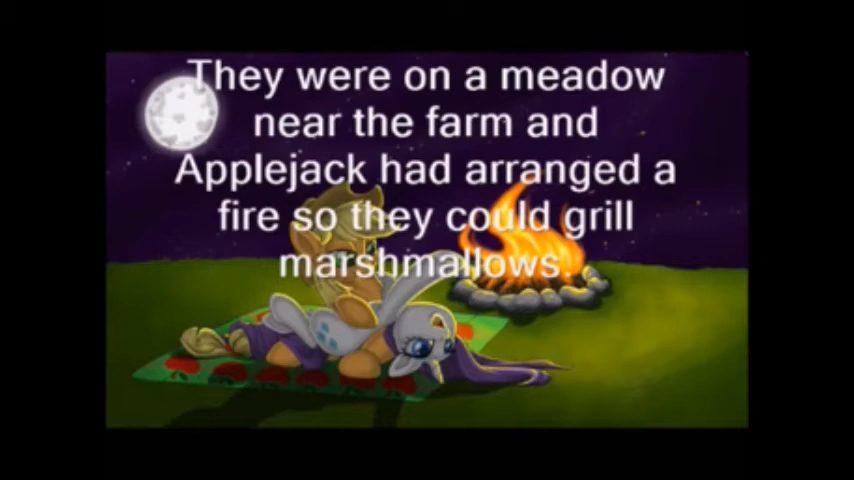 They were on a meadow
near the farm and
Applejack had arranged a
fire so they could grill
marshmallows.